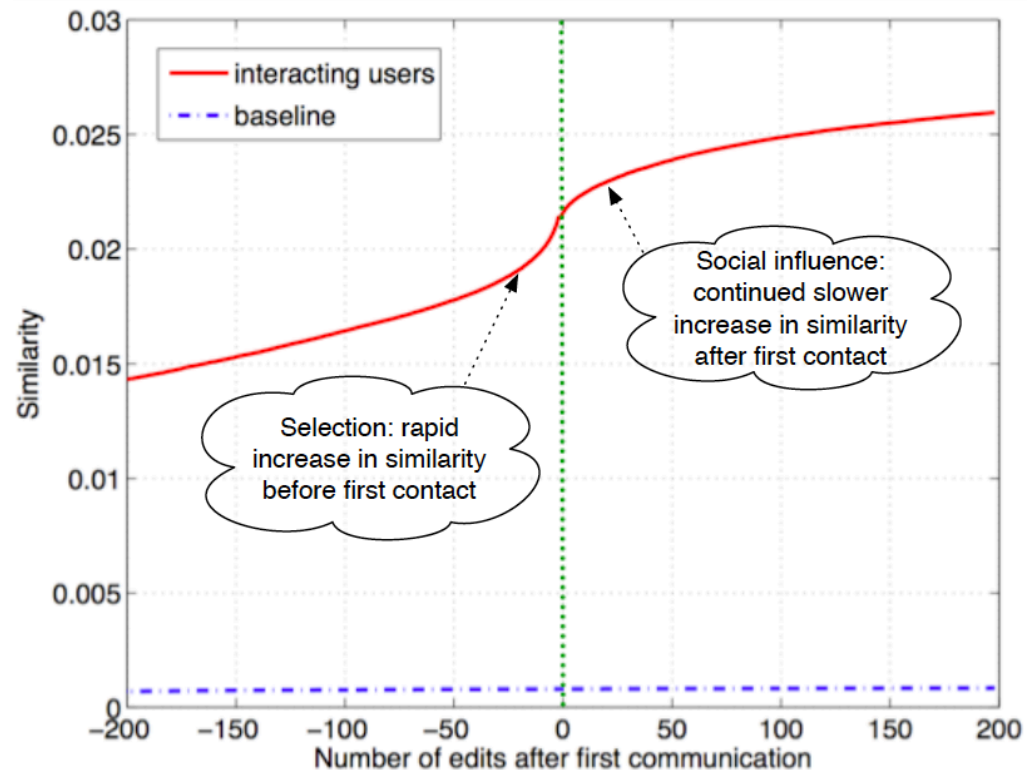 0.03
interacting users
baseline
0.025
0.02
Social influence:
continued slower
increase in similarity
after first contact
Similarity
0.015
Selection: rapid
increase in similarity
before first contact
0.01
0.005
0
−200 −150 −100 −50 0 50 100 150 200
Number of edits after first communication